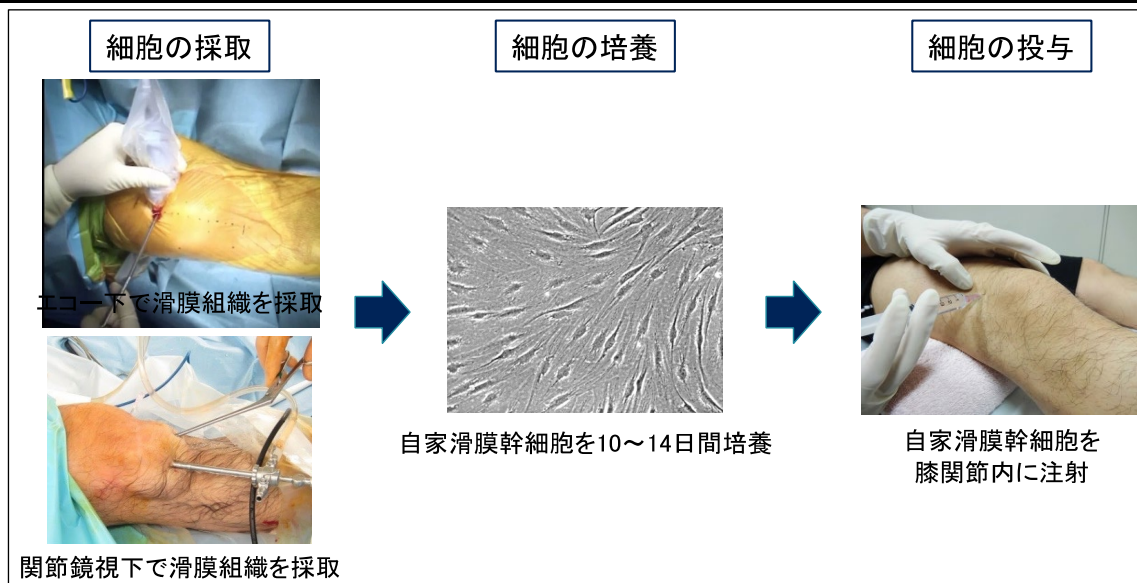 細胞の採取
細胞の培養
細胞の投与
エコー下で滑膜組織を採取
関節鏡視下で滑膜組織を採取
自家滑膜幹細胞を10～14日間培養
自家滑膜幹細胞を
膝関節内に注射